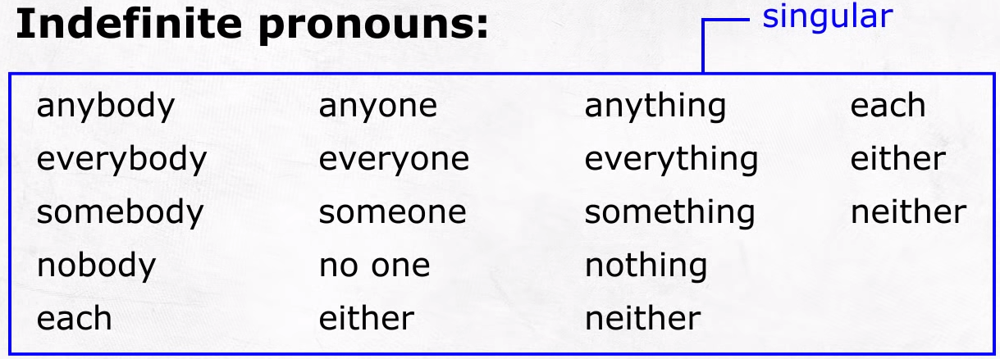 Indefinite pronouns:
singular
anybody anyone anything each
everybody everyone everything either
somebody someone something neither
nobody no one nothing
each either neither